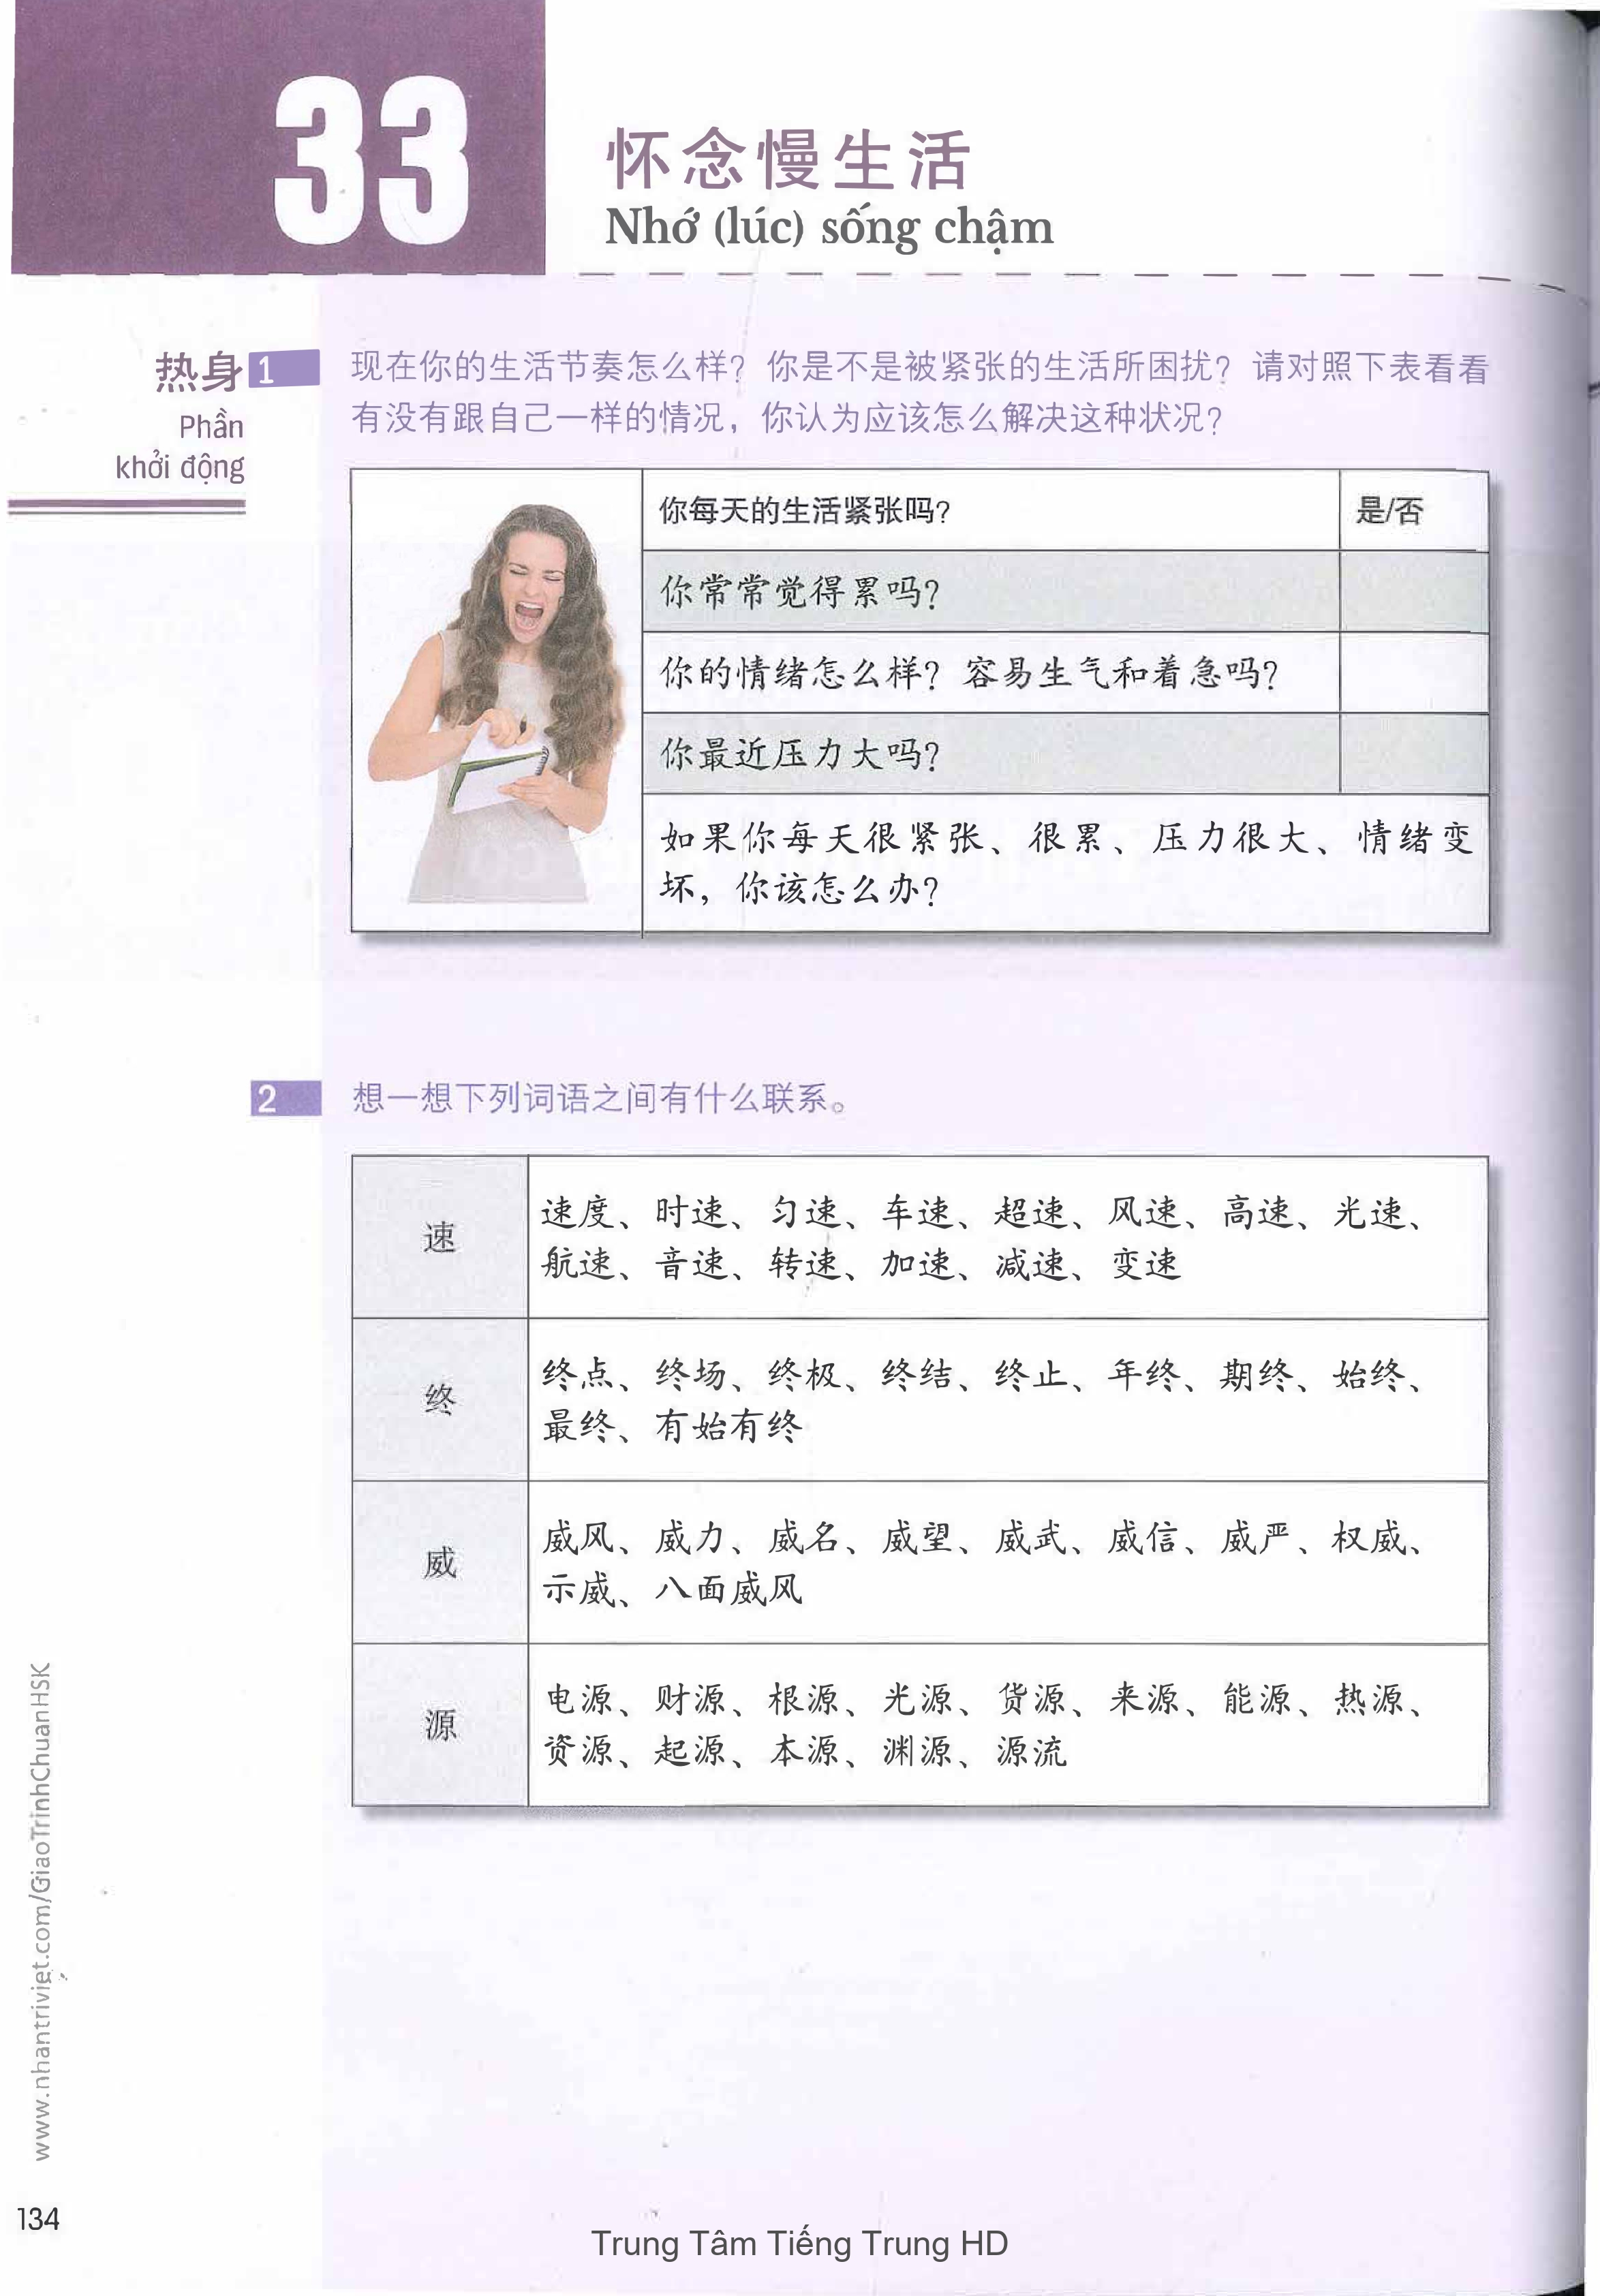 33
怀念慢生活
Nhớ (lúc) sống chậm
热身
Phần
khởi động
1
现在你的生活节奏怎么样？你是不是被紧张的生活所困扰？请对照下表看看
有没有跟自己一样的情况，你认为应该怎么解决这种状况？
你每天的生活紧张吗？
是/否
你常常觉得累吗？
你的情绪怎么样？容易生气和着急吗？
你最近压力大吗？
如果你每天很紧张、很累、压力很大、情绪变
坏，你该怎么办？
2
想一想下列词语之间有什么联系。
速
速度、时速、匀速、车速、超速、风速、高速、光速、
航速、音速、转速、加速、减速、变速
终
终点、终场、终极、终结、终止、年终、期终、始终、
最终、有始有终
威
威风、威力、威名、威望、威武、威信、威严、权威、
示威、八面威风
源
电源、财源、根源、光源、货源、来源、能源、热源、
资源、起源、本源、渊源、源流
www.nhantriviet.com/GiaoTrinhChuanHSK
134
Trung Tâm Tiếng Trung HD